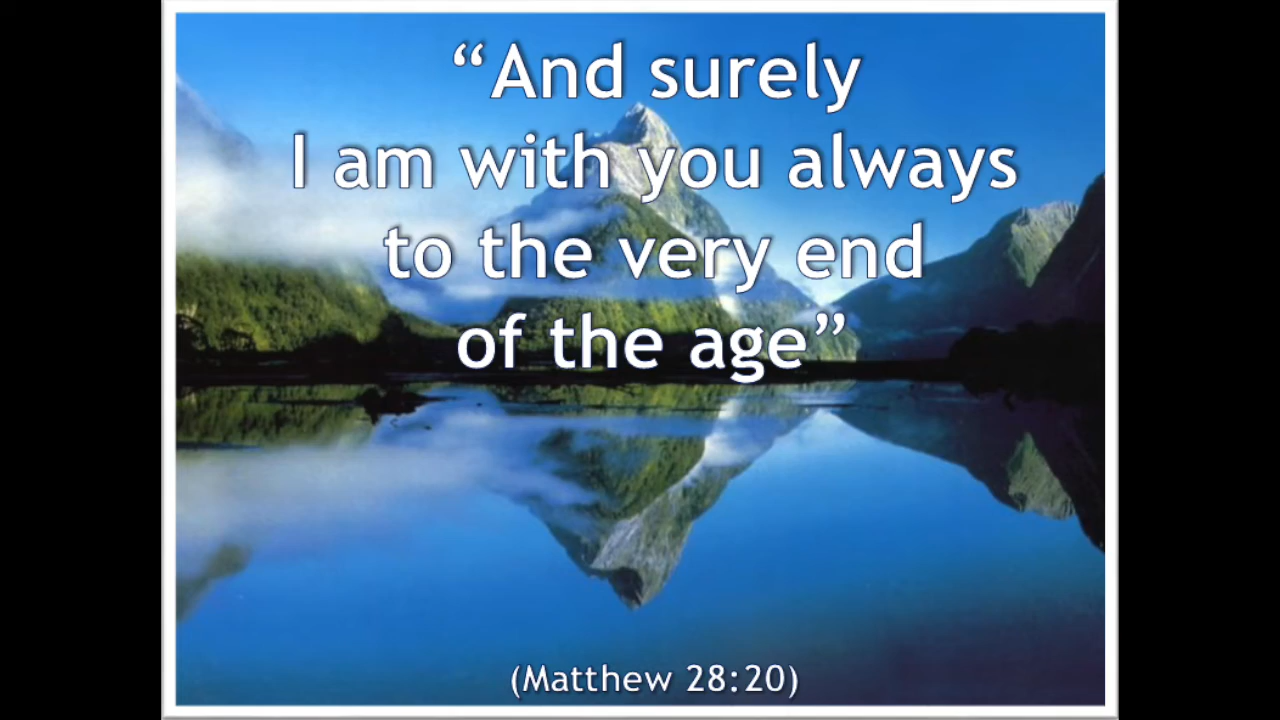 “And surely
I am with you always
to the very end
of the age”
(Matthew 28:20)